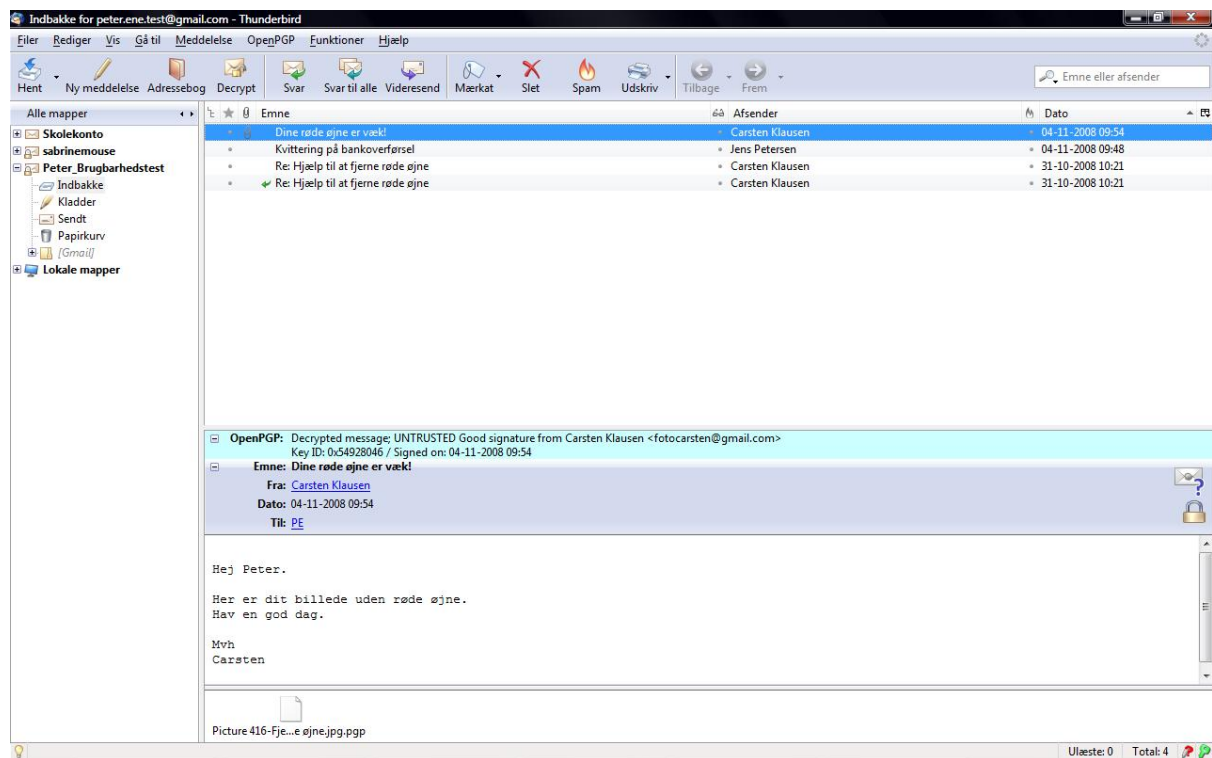 Indbakke for peter.ene.test@gmail.com - Thunderbird
Filer Rediger Vis Gå til Meddelelse OpenPGP Funktioner Hjælp
Hent Ny meddelelse Adressebog Decrypt Svar Svar til alle Videresend Mærkat Slet Spam Udskriv Tilbage Frem
Emne eller afsender
Alle mapper
Skolekonto
sabrinemouse
Peter_Brugbarhedstest
Indbakke
Kladder
Sendt
Papirkurv
[Gmail]
Lokale mapper
Emne Afsender Dato
Dine røde øjne er væk! Carsten Klausen 04-11-2008 09:54
Kvittering på bankoverførsel Jens Petersen 04-11-2008 09:48
Re: Hjælp til at fjerne røde øjne Carsten Klausen 31-10-2008 10:21
Re: Hjælp til at fjerne røde øjne Carsten Klausen 31-10-2008 10:21
OpenPGP: Decrypted message; UNTRUSTED Good signature from Carsten Klausen <fotocarsten@gmail.com>
Key ID: 0x54928046 / Signed on: 04-11-2008 09:54
Emne: Dine røde øjne er væk!
Fra: Carsten Klausen
Dato: 04-11-2008 09:54
Til: PE
Hej Peter.
Her er dit billede uden røde øjne.
Hav en god dag.
Mvh
Carsten
Picture 416-Fje...e øjne.jpg.pgp
Ulæste: 0 Total: 4